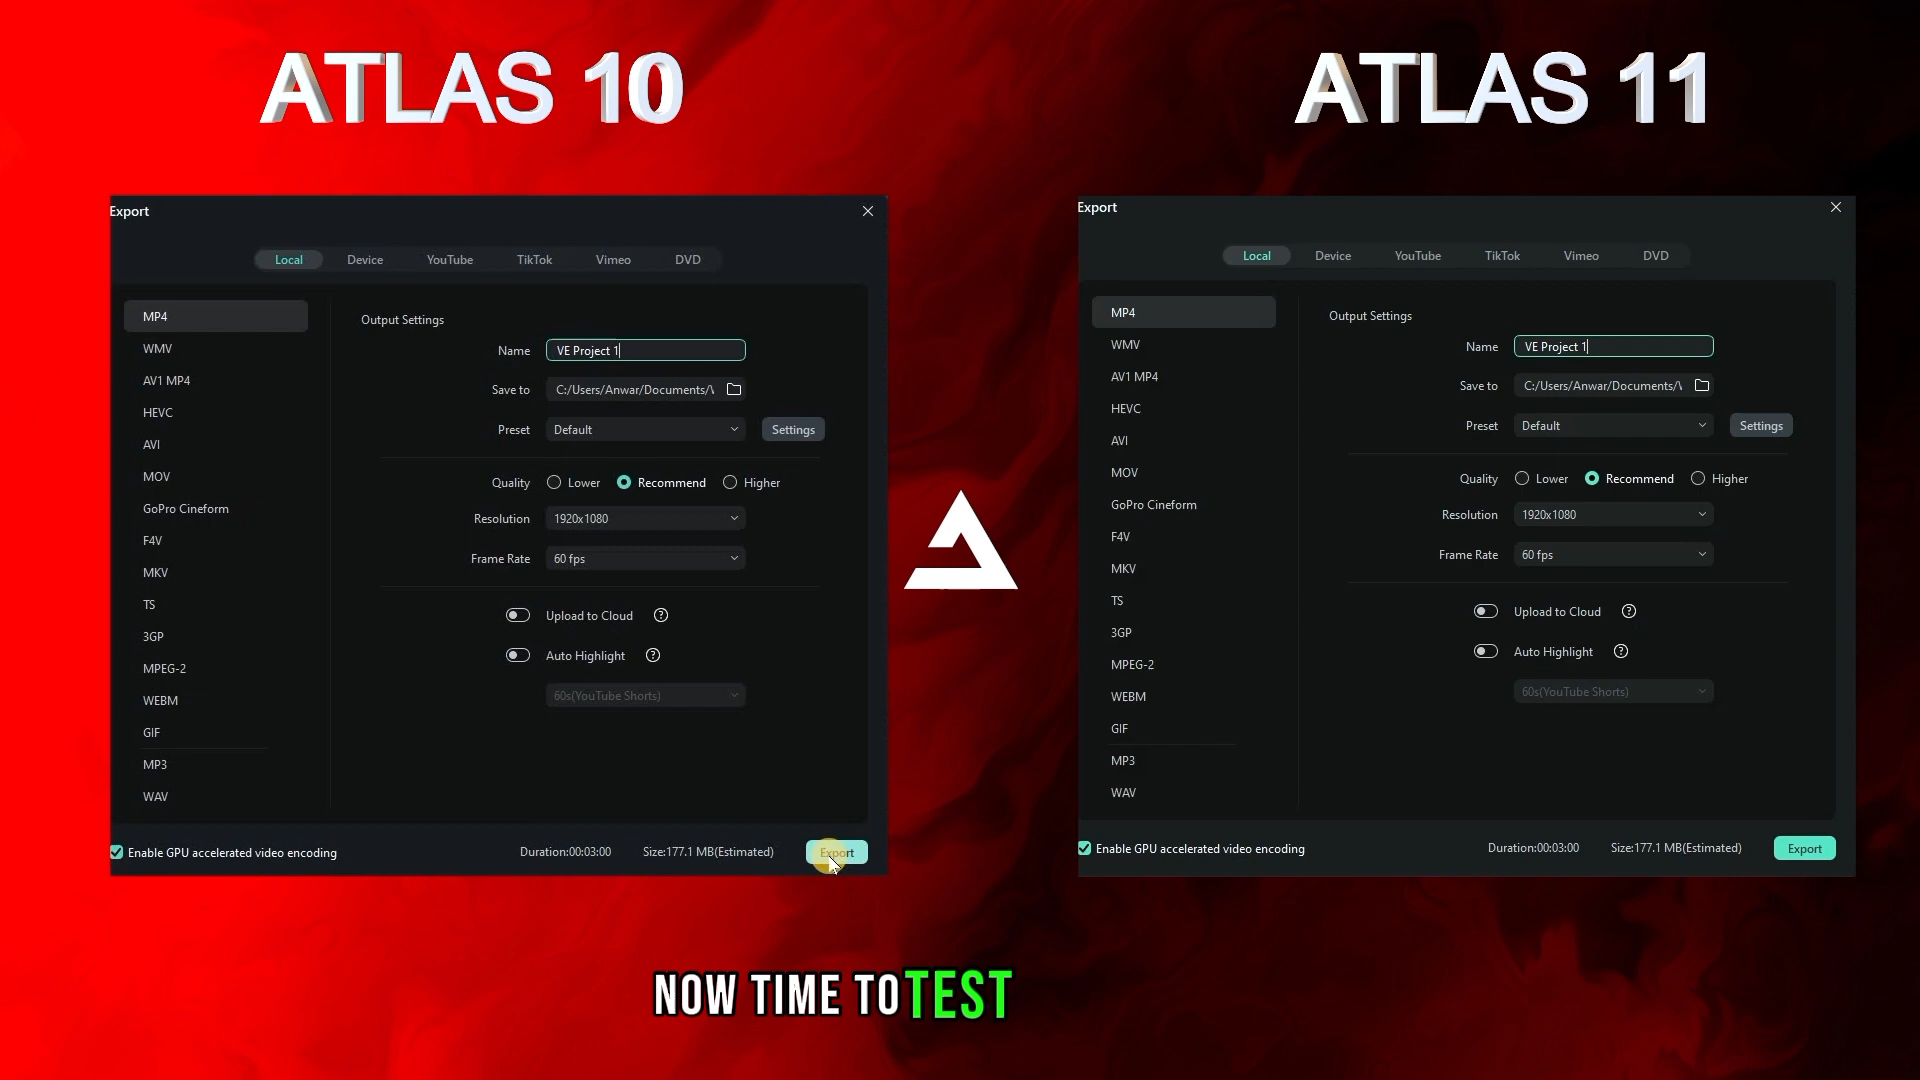 ATLAS 10
Export
Local Device YouTube TikTok Vimeo DVD
MP4
WMV
AV1 MP4
HEVC
AVI
MOV
GoPro Cineform
F4V
MKV
TS
3GP
MPEG-2
WEBM
GIF
MP3
WAV
Output Settings
Name VE Project 1
Save to C:/Users/Anwar/Documents/
Preset Default Settings
Quality Lower Recommend Higher
Resolution 1920x1080
Frame Rate 60 fps
Upload to Cloud
Auto Highlight
60s(YouTube Shorts)
Enable GPU accelerated video encoding Duration:00:03:00 Size:177.1 MB(Estimated) Export
ATLAS 11
Export
Local Device YouTube TikTok Vimeo DVD
MP4
WMV
AV1 MP4
HEVC
AVI
MOV
GoPro Cineform
F4V
MKV
TS
3GP
MPEG-2
WEBM
GIF
MP3
WAV
Output Settings
Name VE Project 1
Save to C:/Users/Anwar/Documents/
Preset Default Settings
Quality Lower Recommend Higher
Resolution 1920x1080
Frame Rate 60 fps
Upload to Cloud
Auto Highlight
60s(YouTube Shorts)
Enable GPU accelerated video encoding Duration:00:03:00 Size:177.1 MB(Estimated) Export
NOW TIME TO TEST